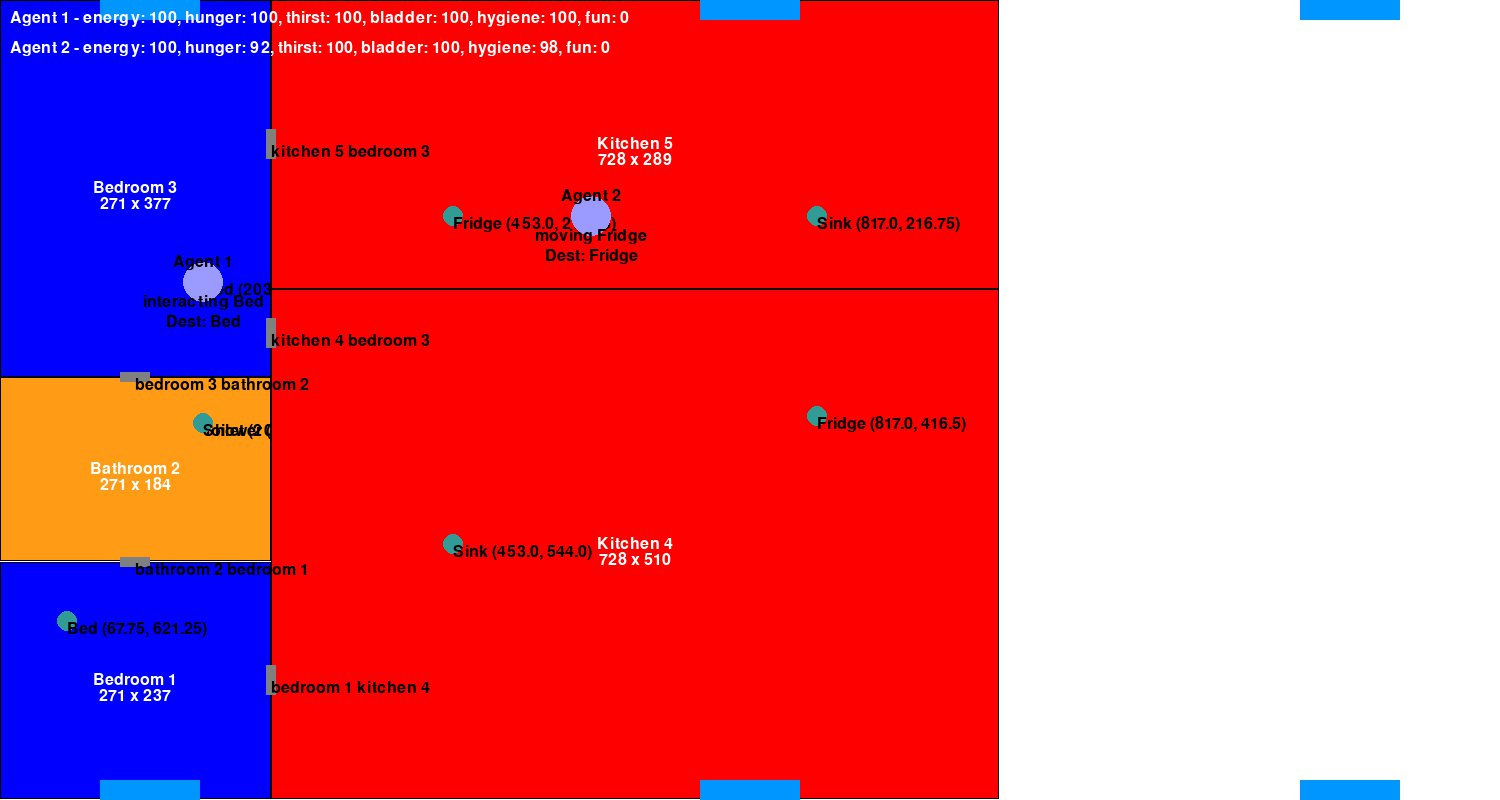 Agent 1 - energy: 100, hunger: 100, thirst: 100, bladder: 100, hygiene: 100, fun: 0
Agent 2 - energy: 100, hunger: 92, thirst: 100, bladder: 100, hygiene: 98, fun: 0
Kitchen 5
728 x 289
kitchen 5 bedroom 3
Bedroom 3
271 x 377
Agent 2
Fridge (453.0,
Sink (817.0, 216.75)
moving Fridge
Dest: Fridge
Agent 1
(203
interacting Bed
Dest: Bed
kitchen 4 bedroom 3
bedroom 3 bathroom 2
Fridge (817.0, 416.5)
Bathroom 2
271 x 184
Sink (453.0, 544.0)
Kitchen 4
728 x 510
bathroom 2 bedroom 1
Bed (67.75, 621.25)
Bedroom 1
271 x 237
bedroom 1 kitchen 4